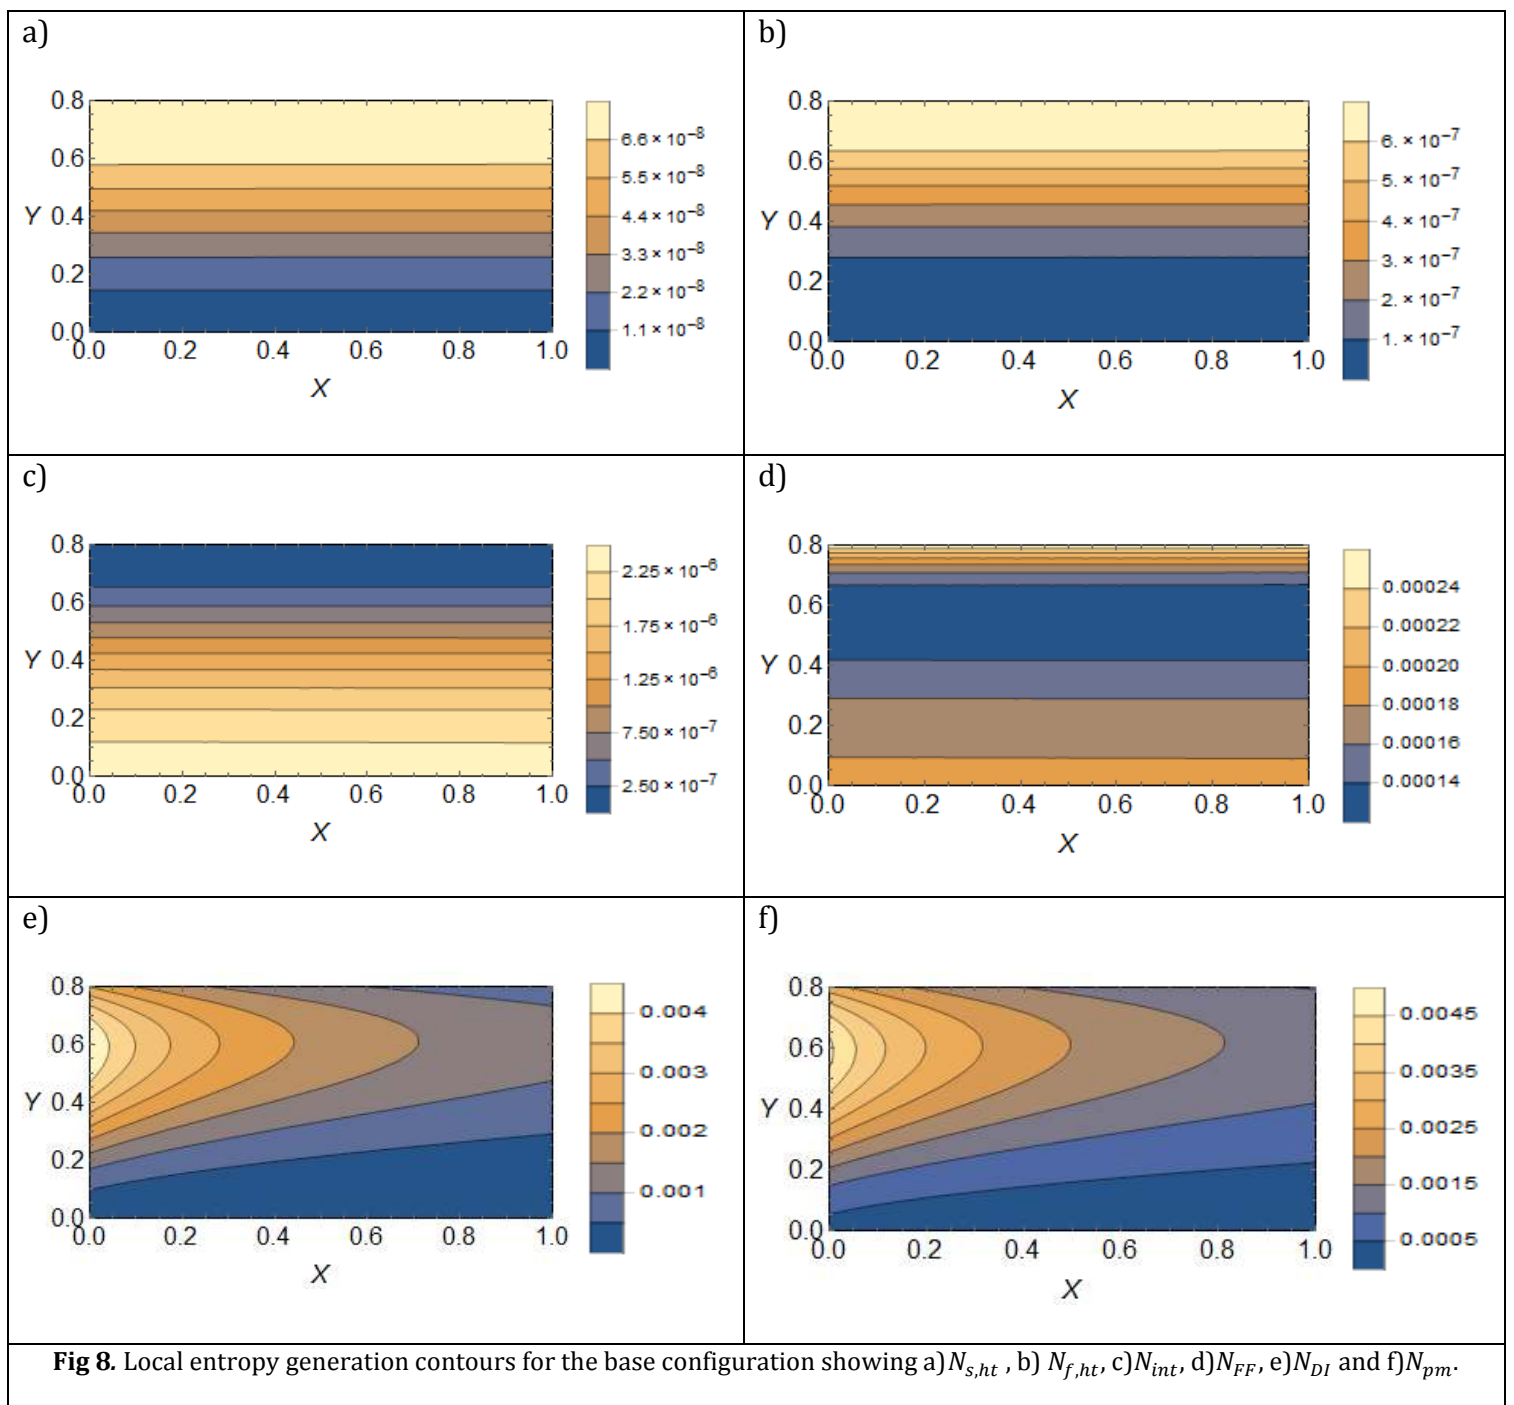 a)
0.8
0.6
Y 0.4
0.2
0.0
0.0 0.2 0.4 0.6 0.8 1.0
X
6.6 × 10⁻⁸
5.5 × 10⁻⁸
4.4 × 10⁻⁸
3.3 × 10⁻⁸
2.2 × 10⁻⁸
1.1 × 10⁻⁸
b)
0.8
0.6
Y 0.4
0.2
0.0
0.0 0.2 0.4 0.6 0.8 1.0
X
6. × 10⁻⁷
5. × 10⁻⁷
4. × 10⁻⁷
3. × 10⁻⁷
2. × 10⁻⁷
1. × 10⁻⁷
c)
0.8
0.6
Y 0.4
0.2
0.0
0.0 0.2 0.4 0.6 0.8 1.0
X
2.25 × 10⁻⁶
1.75 × 10⁻⁶
1.25 × 10⁻⁶
7.50 × 10⁻⁷
2.50 × 10⁻⁷
d)
0.8
0.6
Y 0.4
0.2
0.0
0.0 0.2 0.4 0.6 0.8 1.0
X
0.00024
0.00022
0.00020
0.00018
0.00016
0.00014
e)
0.8
0.6
Y 0.4
0.2
0.0
0.0 0.2 0.4 0.6 0.8 1.0
X
0.004
0.003
0.002
0.001
f)
0.8
0.6
Y 0.4
0.2
0.0
0.0 0.2 0.4 0.6 0.8 1.0
X
0.0045
0.0035
0.0025
0.0015
0.0005
Fig 8. Local entropy generation contours for the base configuration showing a)N_{s,ht} , b) N_{f,ht}, c)N_{int}, d)N_{FF}, e)N_{DI} and f)N_{pm}.